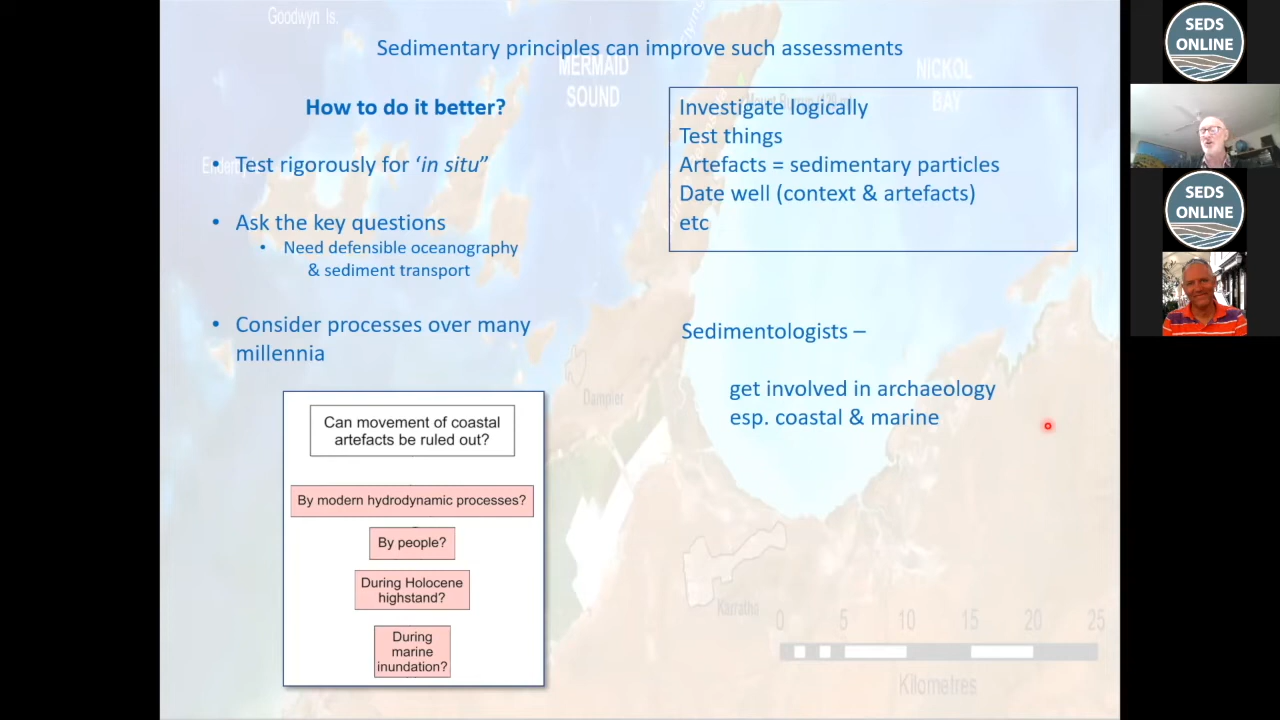 Goodwyn Is.
Sedimentary principles can improve such assessments
MERMAID
SOUND
NICKOL
BAY
How to do it better?
• Test rigorously for ‘in situ”
• Ask the key questions
• Need defensible oceanography
& sediment transport
• Consider processes over many
millennia
Can movement of coastal
artefacts be ruled out?
By modern hydrodynamic processes?
By people?
During Holocene
highstand?
During
marine
inundation?
Investigate logically
Test things
Artefacts = sedimentary particles
Date well (context & artefacts)
etc
Sedimentologists –
get involved in archaeology
esp. coastal & marine
Dampier
Karratha
0 5 10 15 20 25
Kilometres
SEDS
ONLINE
SEDS
ONLINE